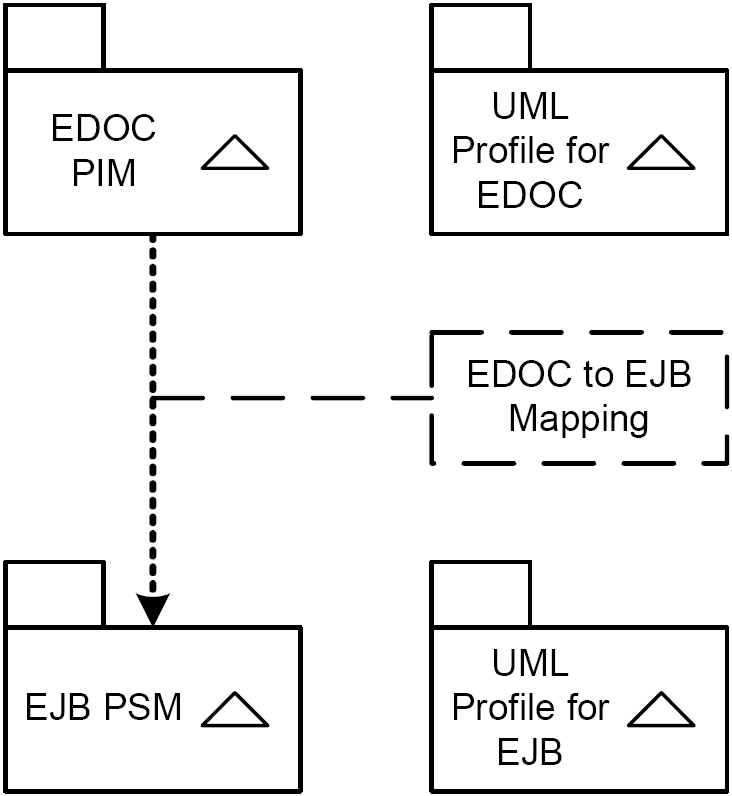 EDOC
PIM
UML
Profile for
EDOC
EDOC to EJB
Mapping
EJB PSM
UML
Profile for
EJB